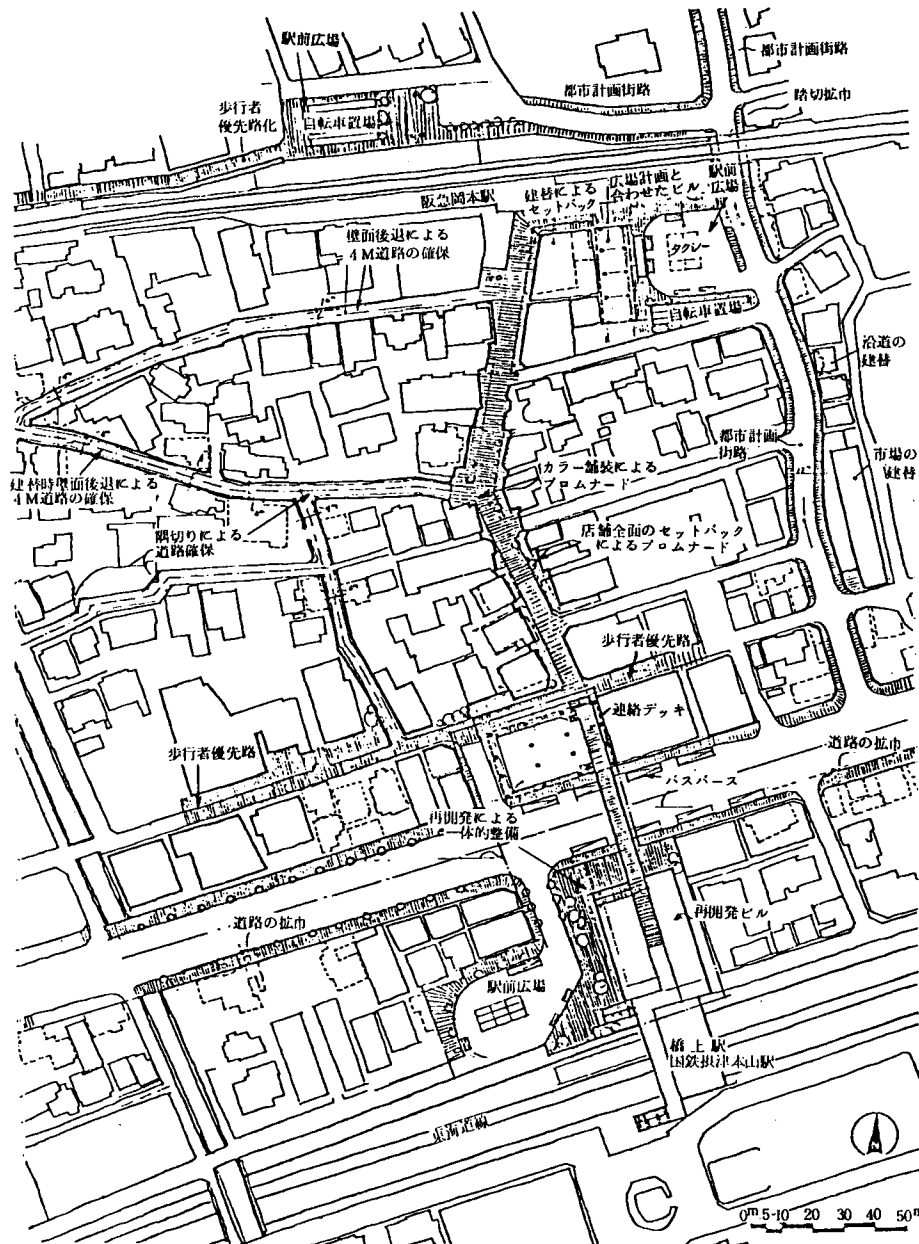 駅前広場
都市計画街路
都市計画街路
踏切拡巾
歩行者
優先路化
自転車置場
阪急岡本駅
建替による
セットバック
広場計画と
合わせたビル
駅前
広場
タクシー
壁面後退による
4M道路の確保
自転車置場
沿道の
建替
都市計画
街路
市場の
建替
カラー舗装による
プロムナード
建替時壁面後退による
4M道路の確保
隅切りによる
道路確保
店舗全面のセットバック
によるプロムナード
歩行者優先路
連絡デッキ
歩行者優先路
道路の拡巾
バスバース
再開発による
一体的整備
道路の拡巾
再開発ビル
駅前広場
橋上駅
国鉄摂津本山駅
東海道線
N
0m 5 10 20 30 40 50m